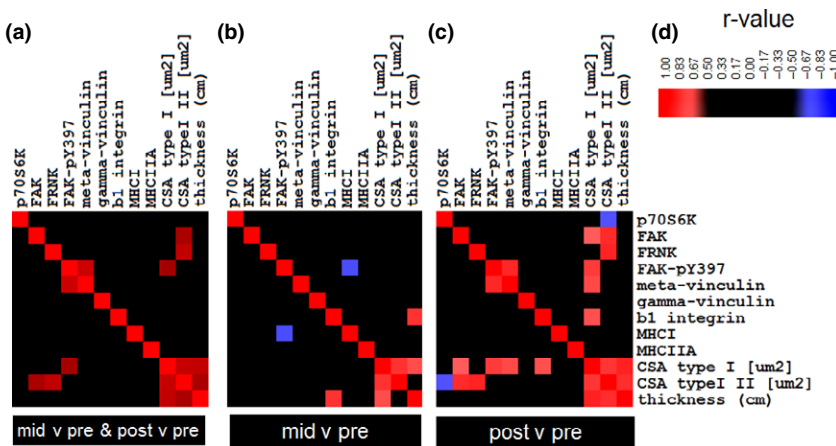 (a)
(b)
(c)
(d)
r-value
1.00
0.83
0.67
0.50
0.33
0.17
0.00
−0.17
−0.33
−0.50
−0.67
−0.83
−1.00
p70S6K
FAK
FRNK
FAK-pY397
meta-vinculin
gamma-vinculin
b1 integrin
MHCI
MHCIIA
CSA type I [um2]
CSA typeI II [um2]
thickness (cm)
p70S6K
FAK
FRNK
FAK-pY397
meta-vinculin
gamma-vinculin
b1 integrin
MHCI
MHCIIA
CSA type I [um2]
CSA typeI II [um2]
thickness (cm)
p70S6K
FAK
FRNK
FAK-pY397
meta-vinculin
gamma-vinculin
b1 integrin
MHCI
MHCIIA
CSA type I [um2]
CSA typeI II [um2]
thickness (cm)
p70S6K
FAK
FRNK
FAK-pY397
meta-vinculin
gamma-vinculin
b1 integrin
MHCI
MHCIIA
CSA type I [um2]
CSA typeI II [um2]
thickness (cm)
mid v pre & post v pre
mid v pre
post v pre